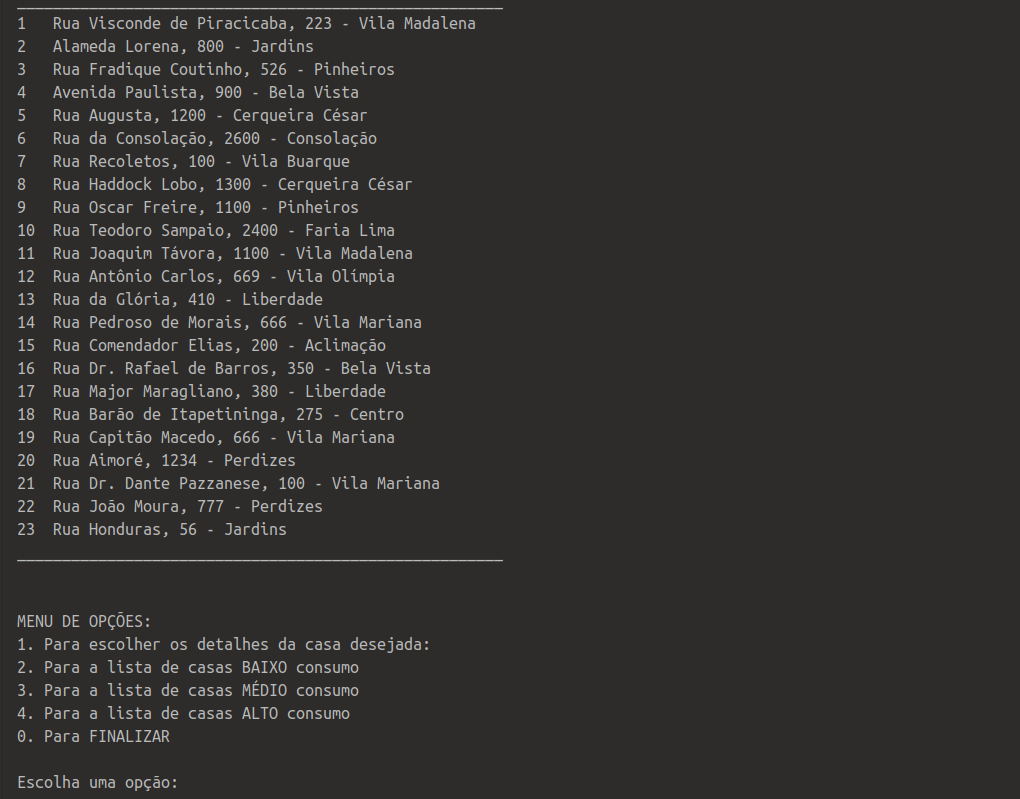 ______________________________________________________
1 Rua Visconde de Piracicaba, 223 - Vila Madalena
2 Alameda Lorena, 800 - Jardins
3 Rua Fradique Coutinho, 526 - Pinheiros
4 Avenida Paulista, 900 - Bela Vista
5 Rua Augusta, 1200 - Cerqueira César
6 Rua da Consolação, 2600 - Consolação
7 Rua Recoletos, 100 - Vila Buarque
8 Rua Haddock Lobo, 1300 - Cerqueira César
9 Rua Oscar Freire, 1100 - Pinheiros
10 Rua Teodoro Sampaio, 2400 - Faria Lima
11 Rua Joaquim Távora, 1100 - Vila Madalena
12 Rua Antônio Carlos, 669 - Vila Olímpia
13 Rua da Glória, 410 - Liberdade
14 Rua Pedroso de Morais, 666 - Vila Mariana
15 Rua Comendador Elias, 200 - Aclimação
16 Rua Dr. Rafael de Barros, 350 - Bela Vista
17 Rua Major Maragliano, 380 - Liberdade
18 Rua Barão de Itapetininga, 275 - Centro
19 Rua Capitão Macedo, 666 - Vila Mariana
20 Rua Aimoré, 1234 - Perdizes
21 Rua Dr. Dante Pazzanese, 100 - Vila Mariana
22 Rua João Moura, 777 - Perdizes
23 Rua Honduras, 56 - Jardins
______________________________________________________
MENU DE OPÇÕES:
1. Para escolher os detalhes da casa desejada:
2. Para a lista de casas BAIXO consumo
3. Para a lista de casas MÉDIO consumo
4. Para a lista de casas ALTO consumo
0. Para FINALIZAR
Escolha uma opção: